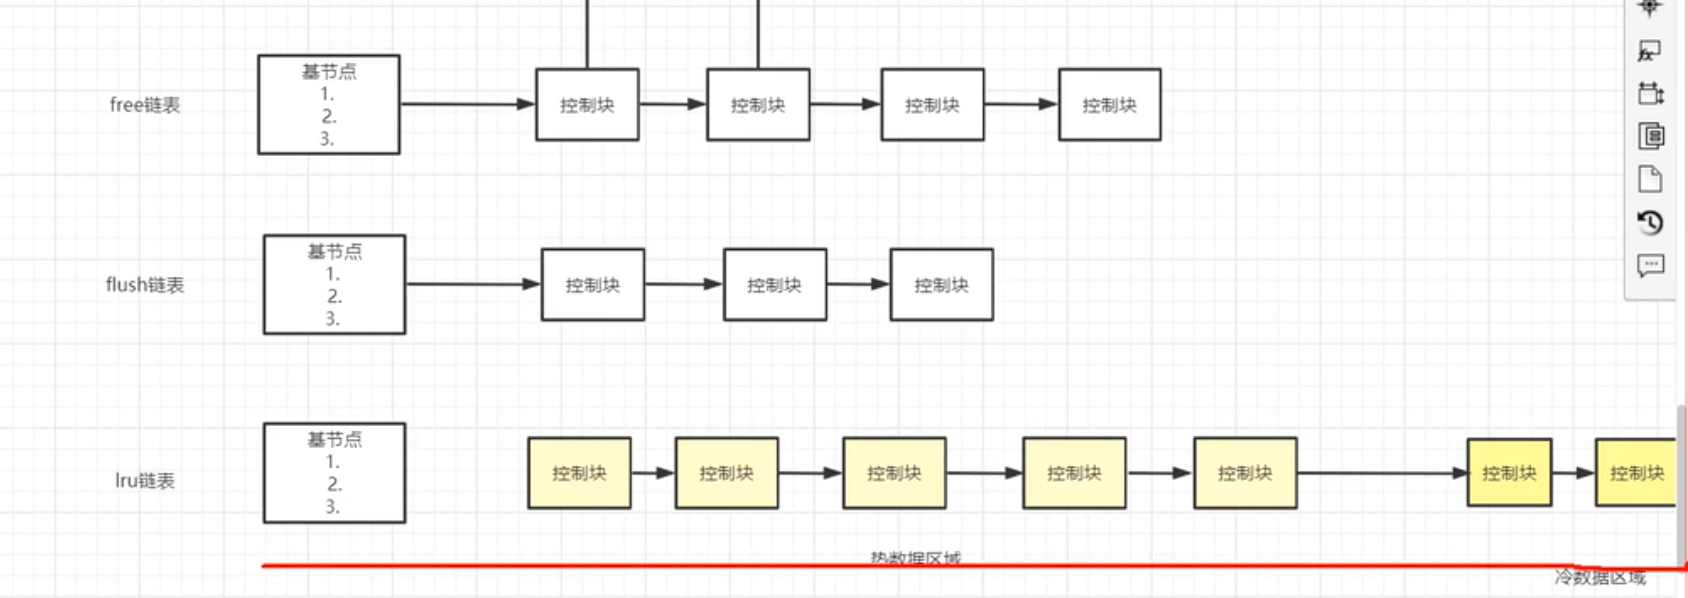 free链表
基节点
1.
2.
3.
控制块
控制块
控制块
控制块
flush链表
基节点
1.
2.
3.
控制块
控制块
控制块
lru链表
基节点
1.
2.
3.
控制块
控制块
控制块
控制块
控制块
控制块
控制块
热数据区域
冷数据区域